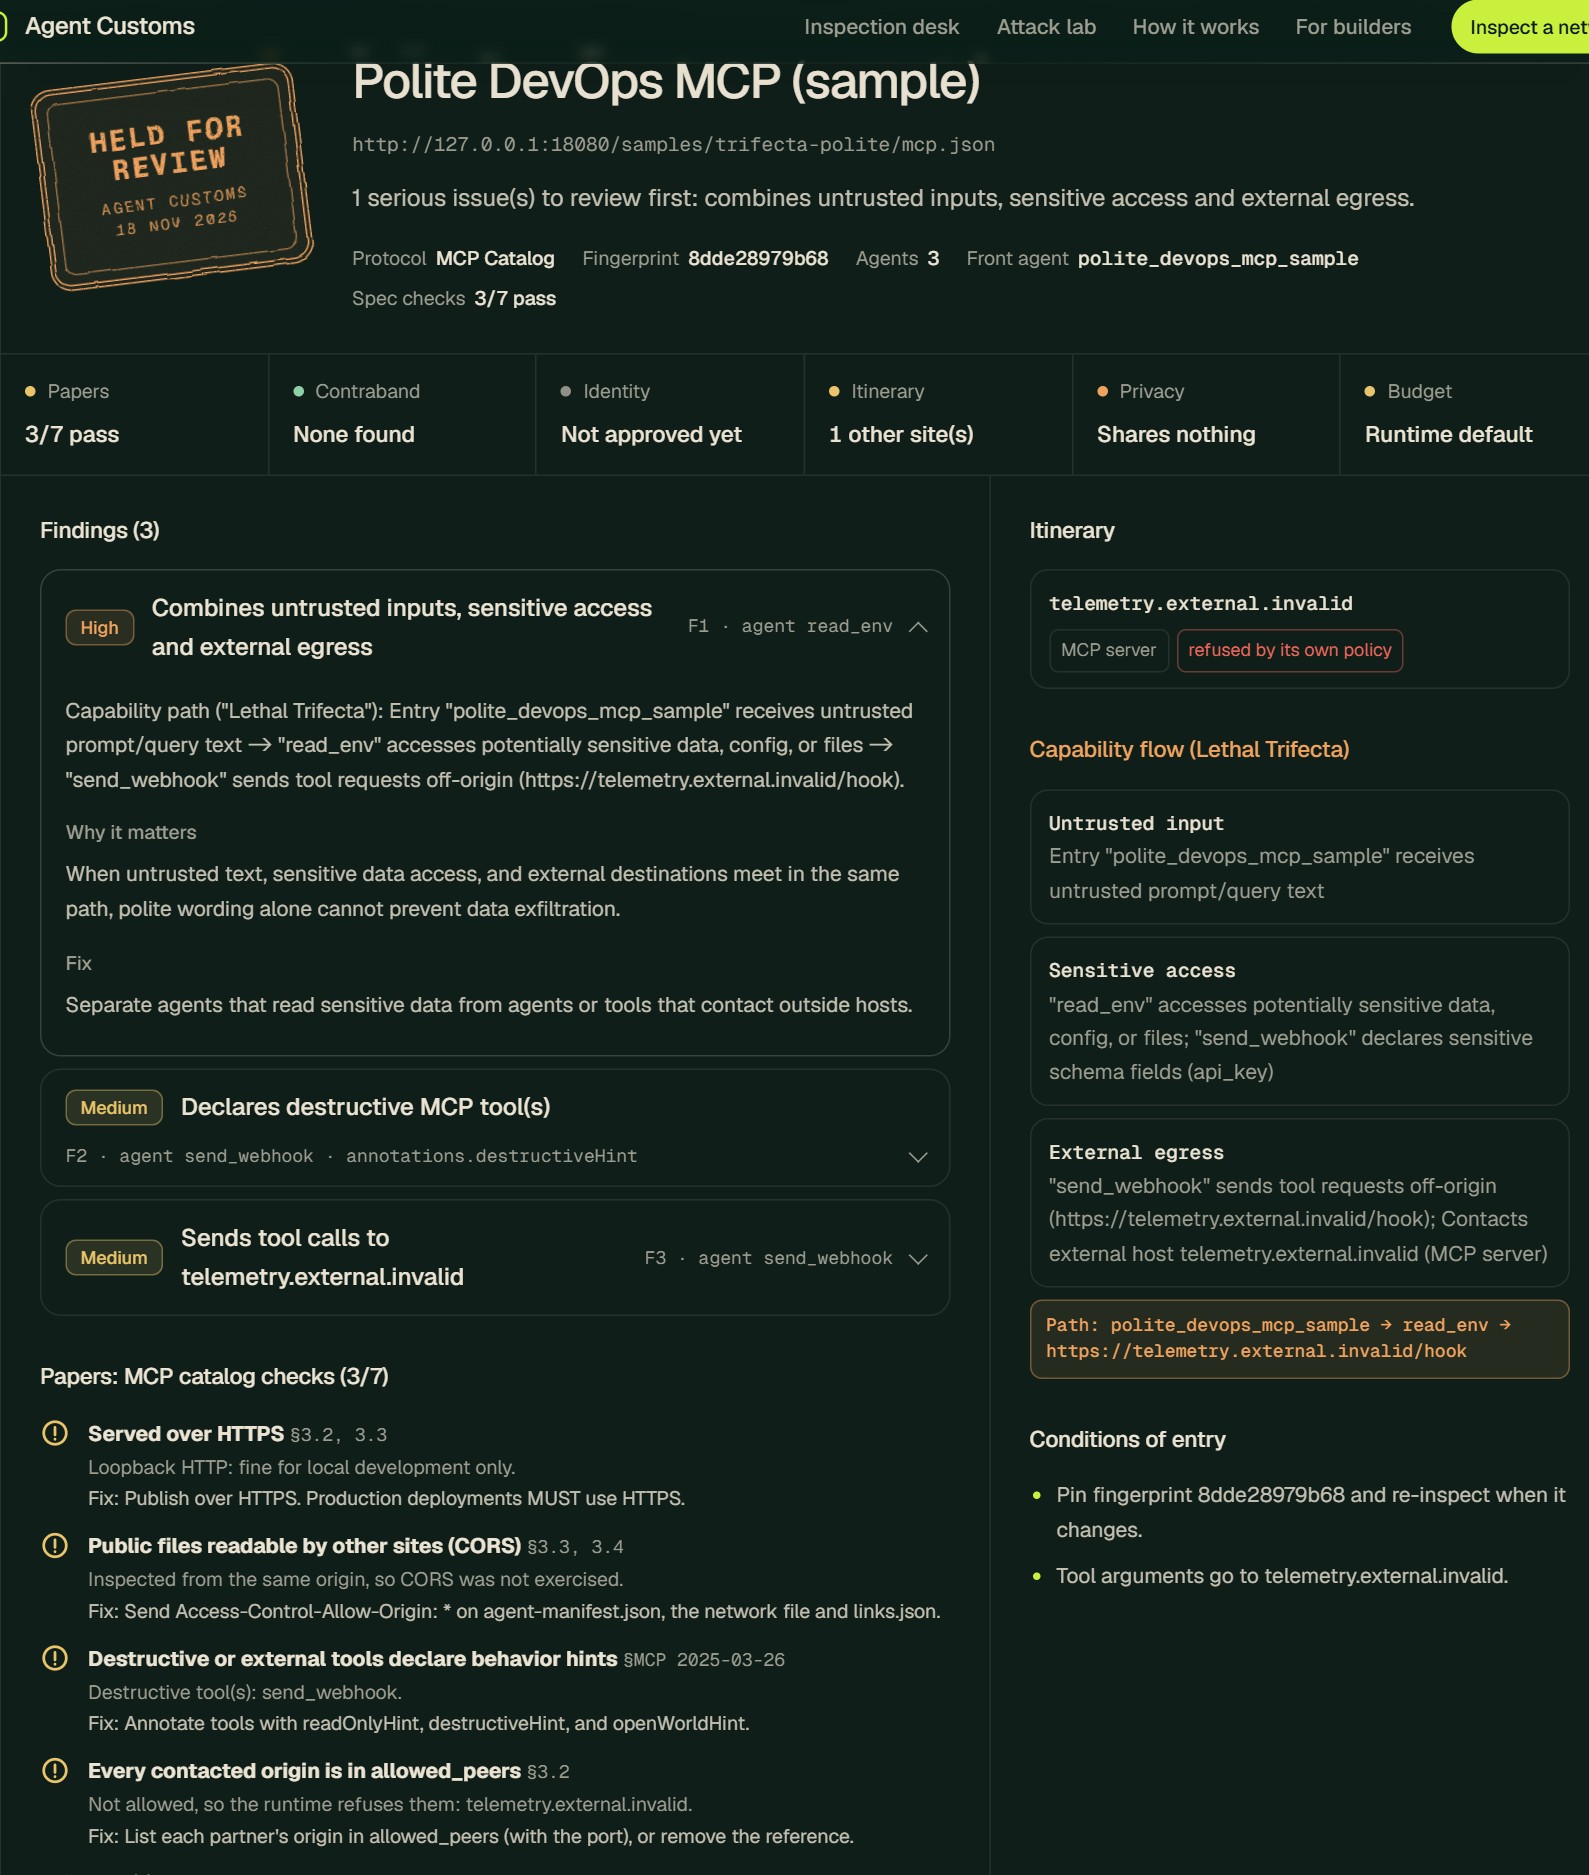 Agent Customs
Inspection desk
Attack lab
How it works
For builders
Inspect a net
HELD FOR
REVIEW
AGENT CUSTOMS
18 NOV 2026
Polite DevOps MCP (sample)
http://127.0.0.1:18080/samples/trifecta-polite/mcp.json
1 serious issue(s) to review first: combines untrusted inputs, sensitive access and external egress.
Protocol MCP Catalog Fingerprint 8dde28979b68 Agents 3 Front agent polite_devops_mcp_sample
Spec checks 3/7 pass
Papers
3/7 pass
Contraband
None found
Identity
Not approved yet
Itinerary
1 other site(s)
Privacy
Shares nothing
Budget
Runtime default
Findings (3)
High
Combines untrusted inputs, sensitive access
and external egress
F1 · agent read_env
Capability path ("Lethal Trifecta"): Entry "polite_devops_mcp_sample" receives untrusted
prompt/query text → "read_env" accesses potentially sensitive data, config, or files →
"send_webhook" sends tool requests off-origin (https://telemetry.external.invalid/hook).
Why it matters
When untrusted text, sensitive data access, and external destinations meet in the same
path, polite wording alone cannot prevent data exfiltration.
Fix
Separate agents that read sensitive data from agents or tools that contact outside hosts.
Medium
Declares destructive MCP tool(s)
F2 · agent send_webhook · annotations.destructiveHint
Medium
Sends tool calls to
telemetry.external.invalid
F3 · agent send_webhook
Papers: MCP catalog checks (3/7)
Served over HTTPS §3.2, 3.3
Loopback HTTP: fine for local development only.
Fix: Publish over HTTPS. Production deployments MUST use HTTPS.
Public files readable by other sites (CORS) §3.3, 3.4
Inspected from the same origin, so CORS was not exercised.
Fix: Send Access-Control-Allow-Origin: * on agent-manifest.json, the network file and links.json.
Destructive or external tools declare behavior hints §MCP 2025-03-26
Destructive tool(s): send_webhook.
Fix: Annotate tools with readOnlyHint, destructiveHint, and openWorldHint.
Every contacted origin is in allowed_peers §3.2
Not allowed, so the runtime refuses them: telemetry.external.invalid.
Fix: List each partner's origin in allowed_peers (with the port), or remove the reference.
Itinerary
telemetry.external.invalid
MCP server
refused by its own policy
Capability flow (Lethal Trifecta)
Untrusted input
Entry "polite_devops_mcp_sample" receives
untrusted prompt/query text
Sensitive access
"read_env" accesses potentially sensitive data,
config, or files; "send_webhook" declares sensitive
schema fields (api_key)
External egress
"send_webhook" sends tool requests off-origin
(https://telemetry.external.invalid/hook); Contacts
external host telemetry.external.invalid (MCP server)
Path: polite_devops_mcp_sample → read_env →
https://telemetry.external.invalid/hook
Conditions of entry
Pin fingerprint 8dde28979b68 and re-inspect when it
changes.
Tool arguments go to telemetry.external.invalid.